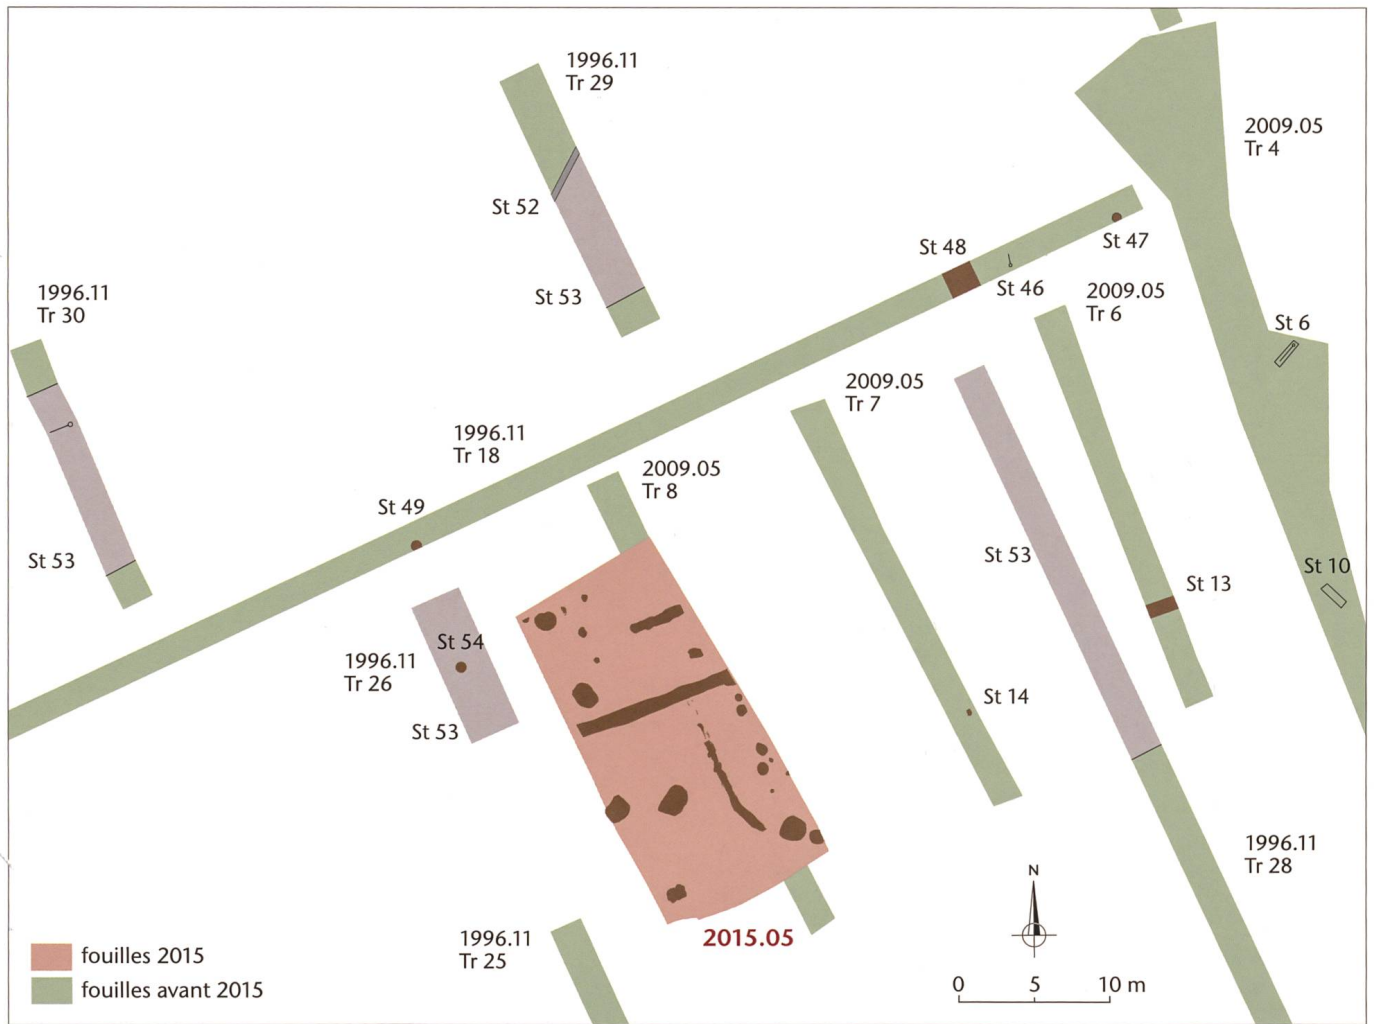 1996.11
Tr 29
2009.05
Tr 4
St 52
St 48
St 47
St 53
St 46
1996.11
Tr 30
2009.05
Tr 6
St 6
2009.05
Tr 7
1996.11
Tr 18
2009.05
Tr 8
St 49
St 53
St 53
St 10
St 13
St 54
1996.11
Tr 26
St 53
St 14
1996.11
Tr 28
N
1996.11
Tr 25
2015.05
fouilles 2015
fouilles avant 2015
0 5 10 m